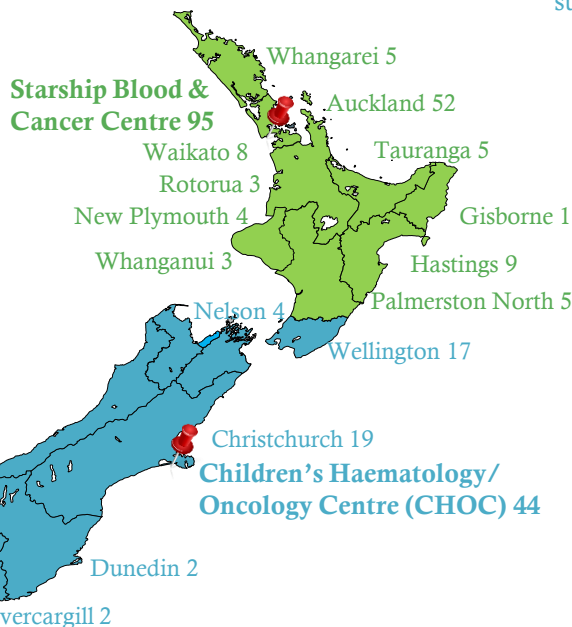 Whangarei 5
Starship Blood &
Cancer Centre 95
Auckland 52
Waikato 8
Tauranga 5
Rotorua 3
New Plymouth 4
Gisborne 1
Whanganui 3
Hastings 9
Palmerston North 5
Nelson 4
Wellington 17
Christchurch 19
Children’s Haematology/
Oncology Centre (CHOC) 44
Dunedin 2
vercargill 2